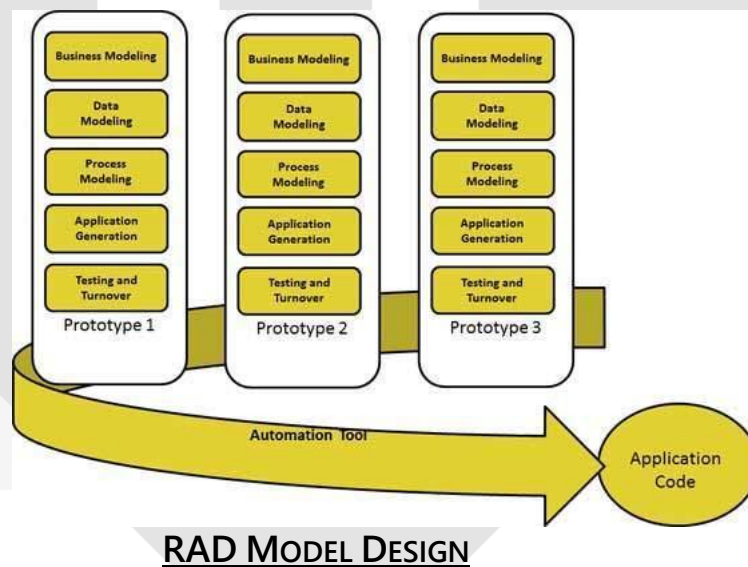 Business Modeling
Data
Modeling
Process
Modeling
Application
Generation
Testing and
Turnover
Prototype 1
Business Modeling
Data
Modeling
Process
Modeling
Application
Generation
Testing and
Turnover
Prototype 2
Business Modeling
Data
Modeling
Process
Modeling
Application
Generation
Testing and
Turnover
Prototype 3
Automation Tool
Application
Code
RAD MODEL DESIGN